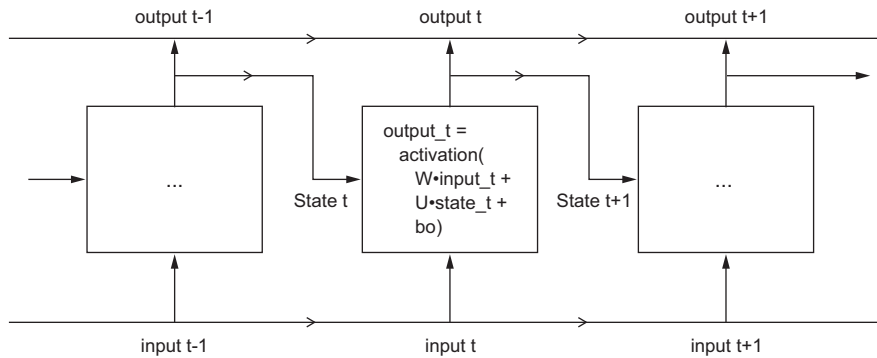 output t-1
output t
output t+1
...
output_t =
activation(
W•input_t +
U•state_t +
bo)
...
State t
State t+1
input t-1
input t
input t+1